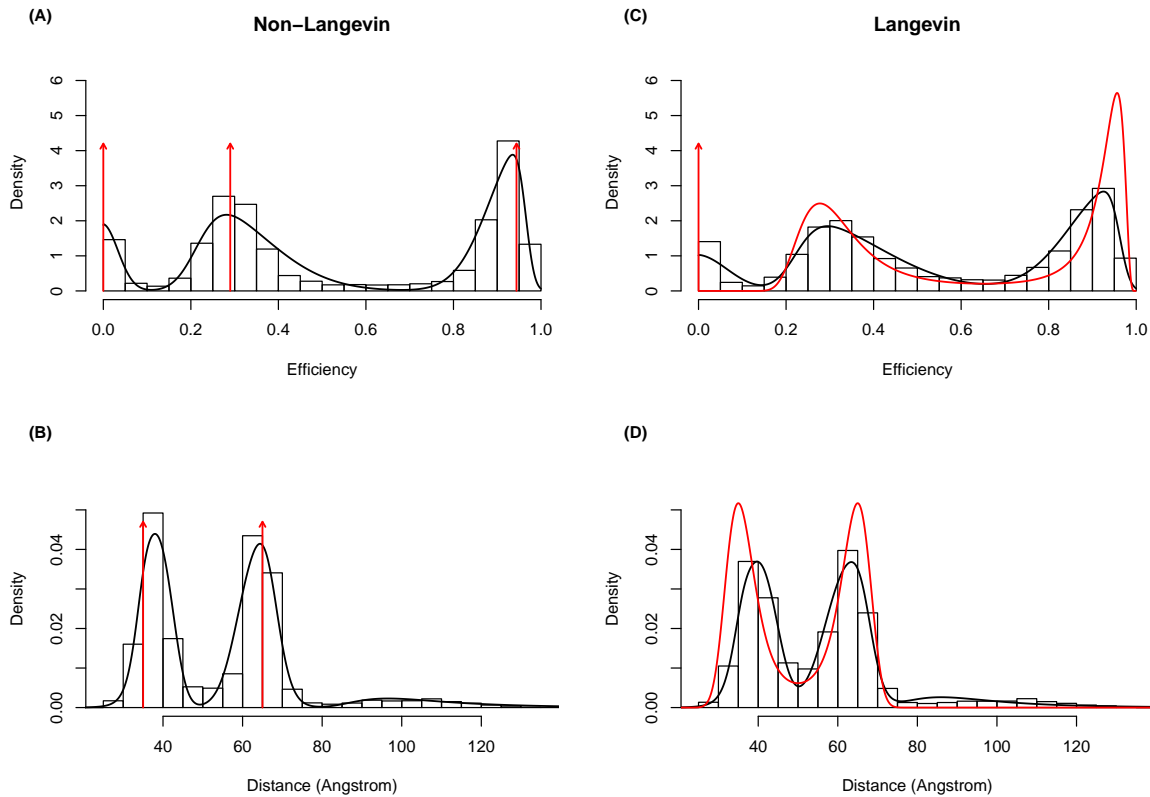 (A)
Non−Langevin
Density
0 1 2 3 4 5 6
0.0 0.2 0.4 0.6 0.8 1.0
Efficiency
(C)
Langevin
Density
0 1 2 3 4 5 6
0.0 0.2 0.4 0.6 0.8 1.0
Efficiency
(B)
Density
0.00 0.02 0.04
40 60 80 100 120
Distance (Angstrom)
(D)
Density
0.00 0.02 0.04
40 60 80 100 120
Distance (Angstrom)